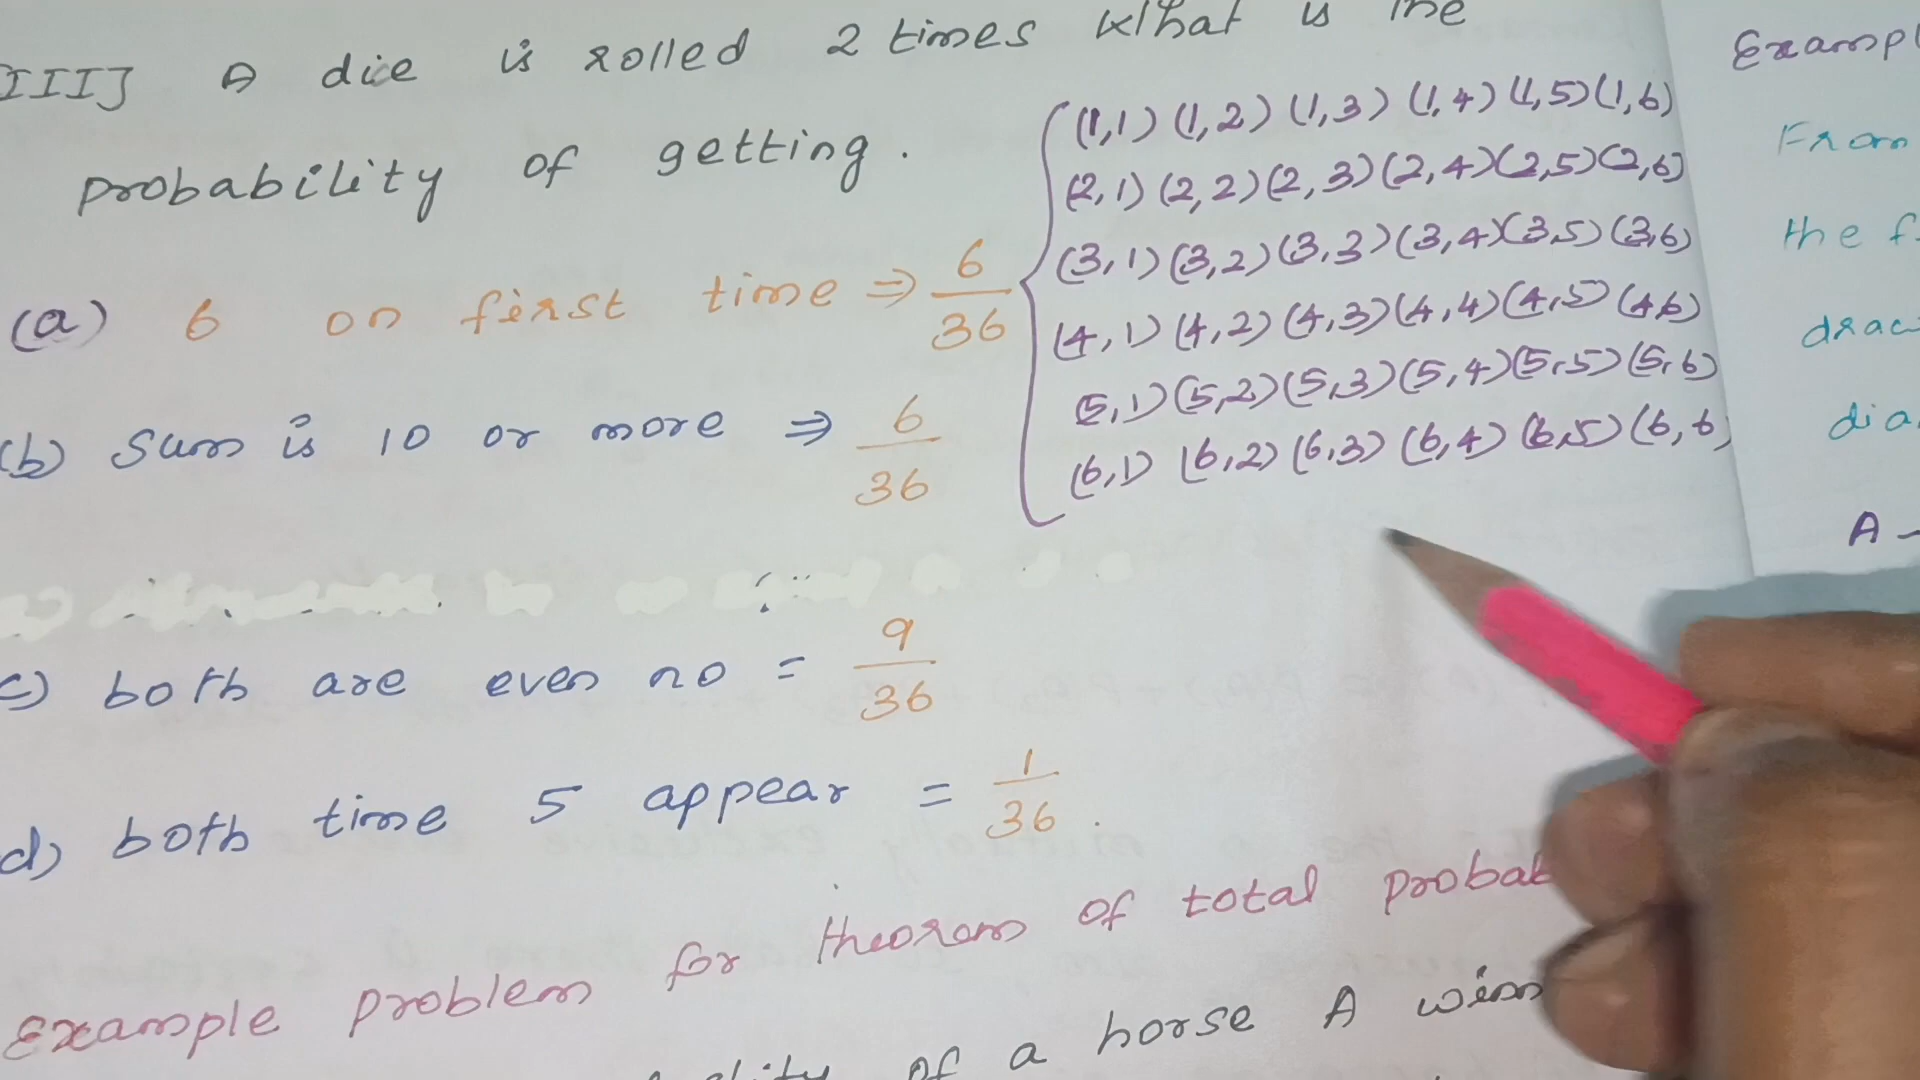 III] A die is rolled 2 times What is the
probability of getting.
(a) 6 on first time ⇒ 6/36
(b) Sum is 10 or more ⇒ 6/36
c) both are even no = 9/36
d) both time 5 appear = 1/36.
(1,1) (1,2) (1,3) (1,4) (1,5) (1,6)
(2,1) (2,2) (2,3) (2,4) (2,5) (2,6)
(3,1) (3,2) (3,3) (3,4) (3,5) (3,6)
(4,1) (4,2) (4,3) (4,4) (4,5) (4,6)
(5,1) (5,2) (5,3) (5,4) (5,5) (5,6)
(6,1) (6,2) (6,3) (6,4) (6,5) (6,6)
Example problem for theorem of total probab
of a horse A wins
Exampl
From
the f
draw
dia
A -